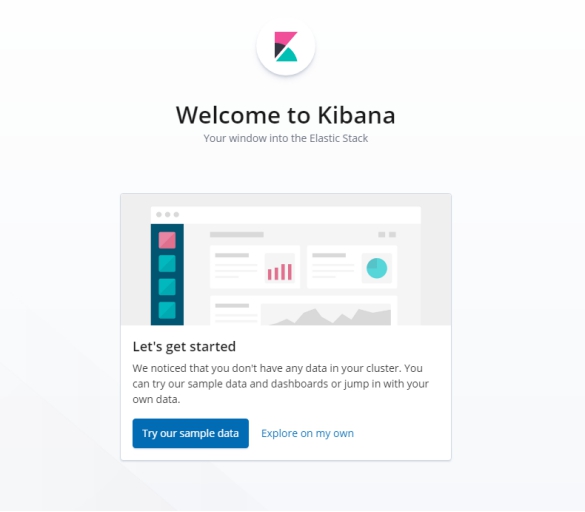 Welcome to Kibana
Your window into the Elastic Stack
Let's get started
We noticed that you don't have any data in your cluster. You
can try our sample data and dashboards or jump in with your
own data.
Try our sample data
Explore on my own